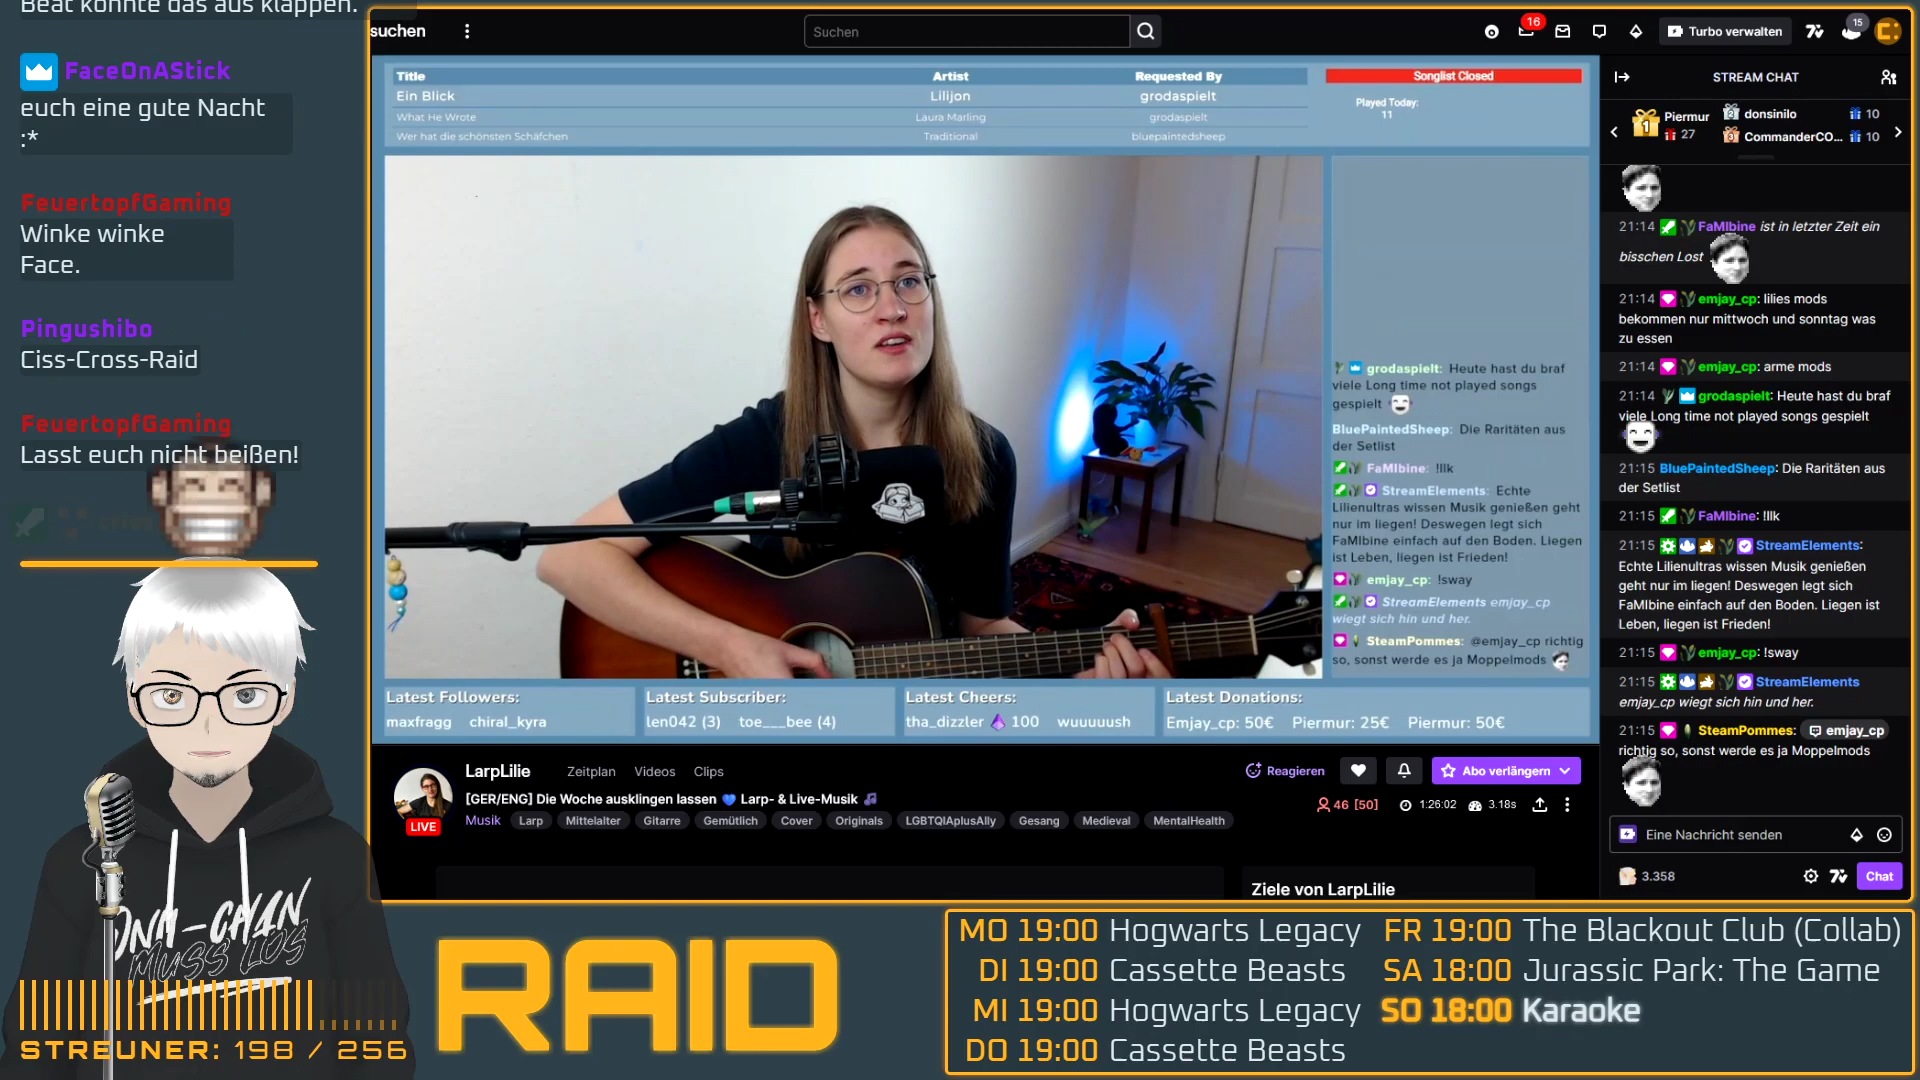 Beat könnte das aus klappen.
FaceOnAStick
euch eine gute Nacht
:*
FeuertopfGaming
Winke winke
Face.
Pingushibo
Ciss-Cross-Raid
FeuertopfGaming
Lasst euch nicht beißen!
MUSS LOS
STREUNER: 198 / 256
suchen
Suchen
16
Turbo verwalten
15
Title Artist Requested By
Ein Blick Lilijon grodaspielt
What He Wrote Laura Marling grodaspielt
Wer hat die schönsten Schäfchen Traditional bluepaintedsheep
Songlist Closed
Played Today:
11
grodaspielt: Heute hast du braf
viele Long time not played songs
gespielt
BluePaintedSheep: Die Raritäten aus
der Setlist
FaMIbine: !llk
StreamElements: Echte
Lilienultras wissen Musik genießen geht
nur im liegen! Deswegen legt sich
FaMIbine einfach auf den Boden. Liegen
ist Leben, liegen ist Frieden!
emjay_cp: !sway
StreamElements emjay_cp
wiegt sich hin und her.
SteamPommes: @emjay_cp richtig
so, sonst werde es ja Moppelmods
Latest Followers:
maxfragg chiral_kyra
Latest Subscriber:
len042 (3) toe___bee (4)
Latest Cheers:
tha_dizzler 100 wuuuuush
Latest Donations:
Emjay_cp: 50€ Piermur: 25€ Piermur: 50€
LarpLilie Zeitplan Videos Clips
LIVE
[GER/ENG] Die Woche ausklingen lassen 💙 Larp- & Live-Musik 🎵
Musik Larp Mittelalter Gitarre Gemütlich Cover Originals LGBTQIAplusAlly Gesang Medieval MentalHealth
Reagieren
Abo verlängern
46 [50] 1:26:02 3.18s
Ziele von LarpLilie
STREAM CHAT
1 Piermur
27
2 donsinilo 10
3 CommanderCO... 10
21:14 FaMIbine ist in letzter Zeit ein
bisschen Lost
21:14 emjay_cp: lilies mods
bekommen nur mittwoch und sonntag was
zu essen
21:14 emjay_cp: arme mods
21:14 grodaspielt: Heute hast du braf
viele Long time not played songs gespielt
21:15 BluePaintedSheep: Die Raritäten aus
der Setlist
21:15 FaMIbine: !llk
21:15 StreamElements:
Echte Lilienultras wissen Musik genießen
geht nur im liegen! Deswegen legt sich
FaMIbine einfach auf den Boden. Liegen ist
Leben, liegen ist Frieden!
21:15 emjay_cp: !sway
21:15 StreamElements
emjay_cp wiegt sich hin und her.
21:15 SteamPommes: emjay_cp
richtig so, sonst werde es ja Moppelmods
Eine Nachricht senden
3.358
Chat
RAID
MO 19:00 Hogwarts Legacy
DI 19:00 Cassette Beasts
MI 19:00 Hogwarts Legacy
DO 19:00 Cassette Beasts
FR 19:00 The Blackout Club (Collab)
SA 18:00 Jurassic Park: The Game
SO 18:00 Karaoke